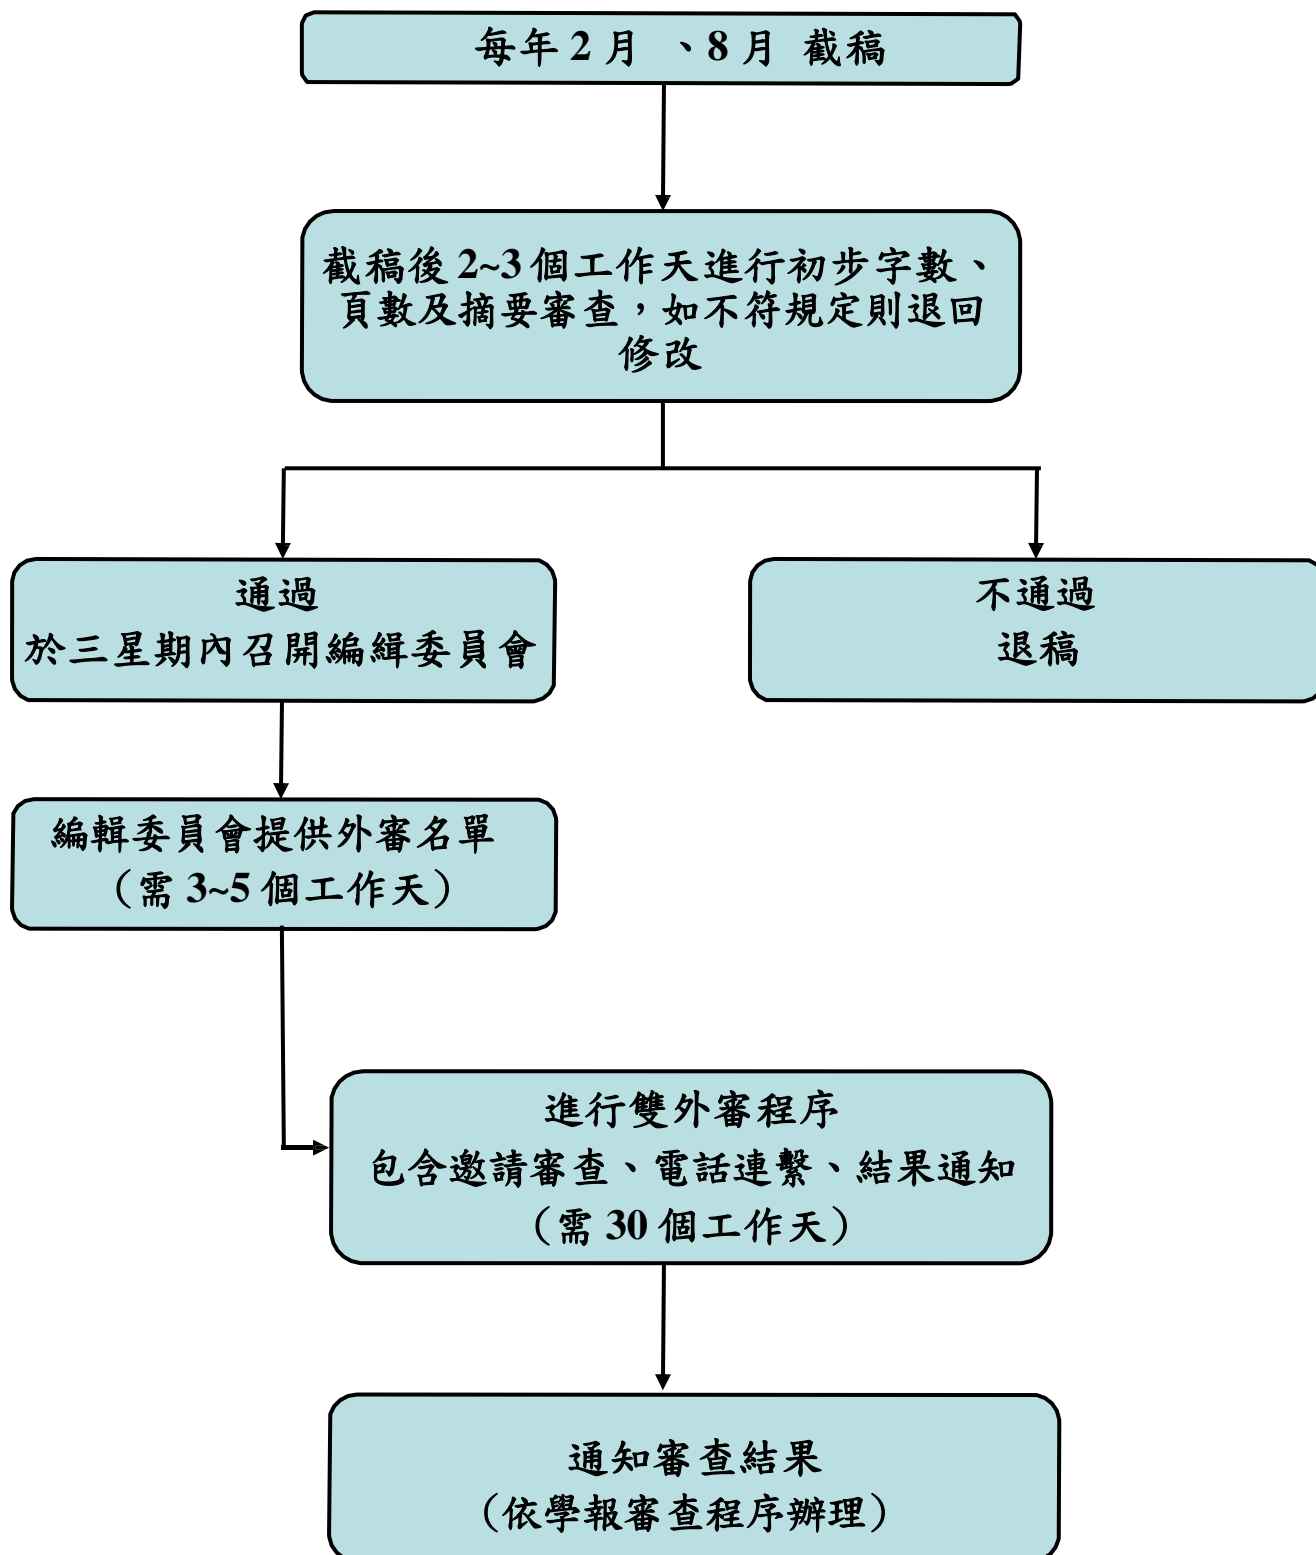 每年2月 、8月 截稿
截稿後2~3個工作天進行初步字數、
頁數及摘要審查，如不符規定則退回
修改
通過
於三星期內召開編緝委員會
不通過
退稿
編輯委員會提供外審名單
（需3~5個工作天）
進行雙外審程序
包含邀請審查、電話連繫、結果通知
（需30個工作天）
通知審查結果
（依學報審查程序辦理）